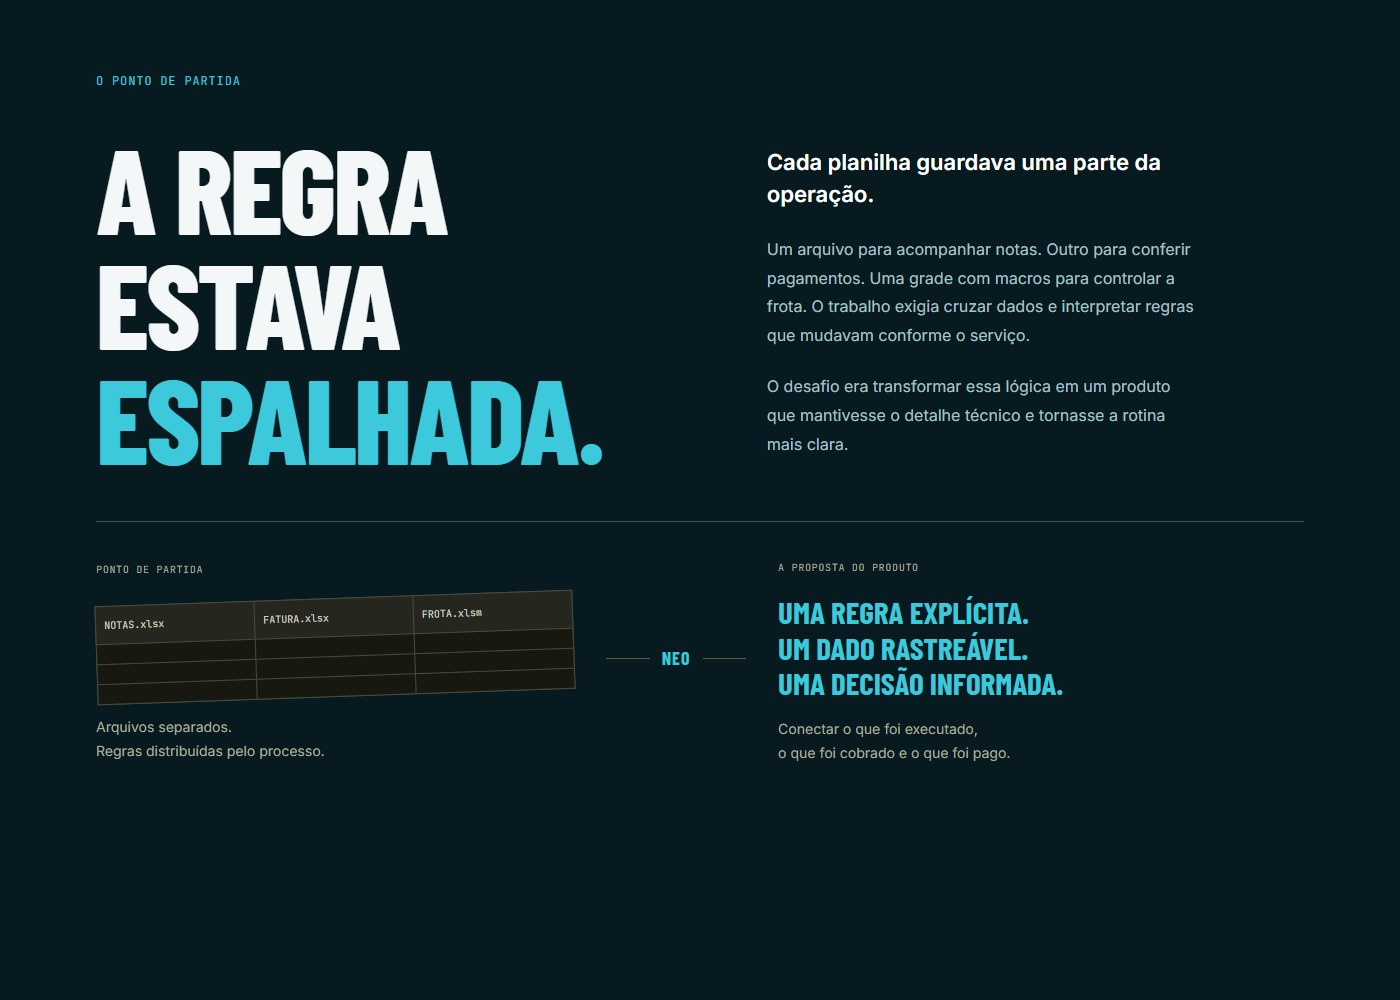 O PONTO DE PARTIDA
A REGRA
ESTAVA
ESPALHADA.
Cada planilha guardava uma parte da
operação.
Um arquivo para acompanhar notas. Outro para conferir
pagamentos. Uma grade com macros para controlar a
frota. O trabalho exigia cruzar dados e interpretar regras
que mudavam conforme o serviço.
O desafio era transformar essa lógica em um produto
que mantivesse o detalhe técnico e tornasse a rotina
mais clara.
PONTO DE PARTIDA
NOTAS.xlsx
FATURA.xlsx
FROTA.xlsm
Arquivos separados.
Regras distribuídas pelo processo.
NEO
A PROPOSTA DO PRODUTO
UMA REGRA EXPLÍCITA.
UM DADO RASTREÁVEL.
UMA DECISÃO INFORMADA.
Conectar o que foi executado,
o que foi cobrado e o que foi pago.